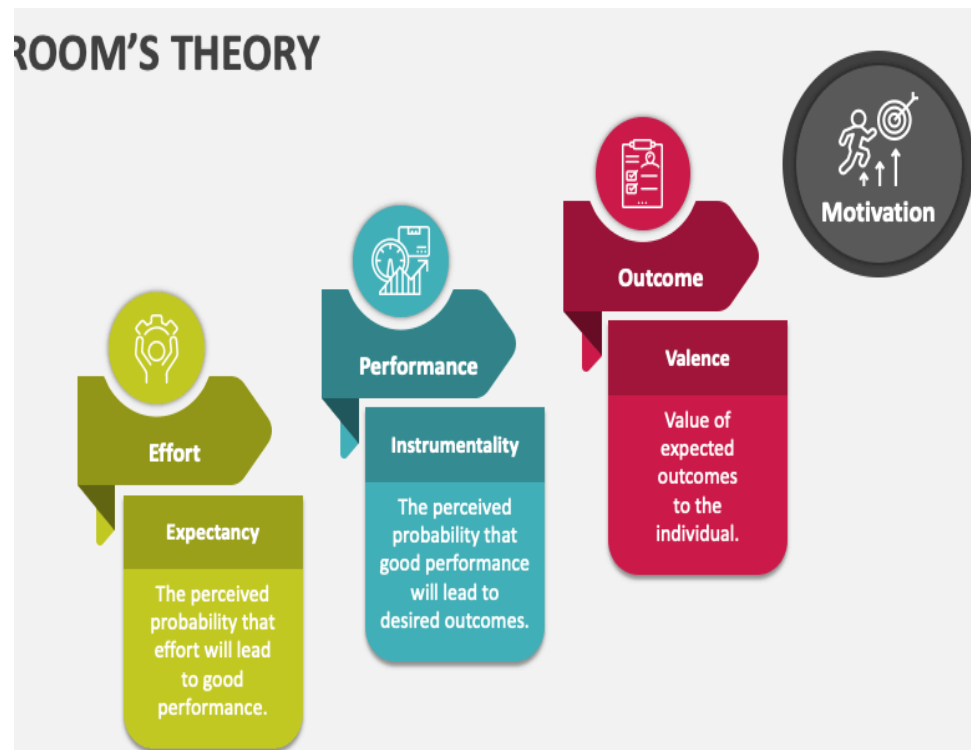 ROOM'S THEORY
Motivation
Outcome
Valence
Value of
expected
outcomes
to the
individual.
Performance
Instrumentality
The perceived
probability that
good performance
will lead to
desired outcomes.
Effort
Expectancy
The perceived
probability that
effort will lead
to good
performance.